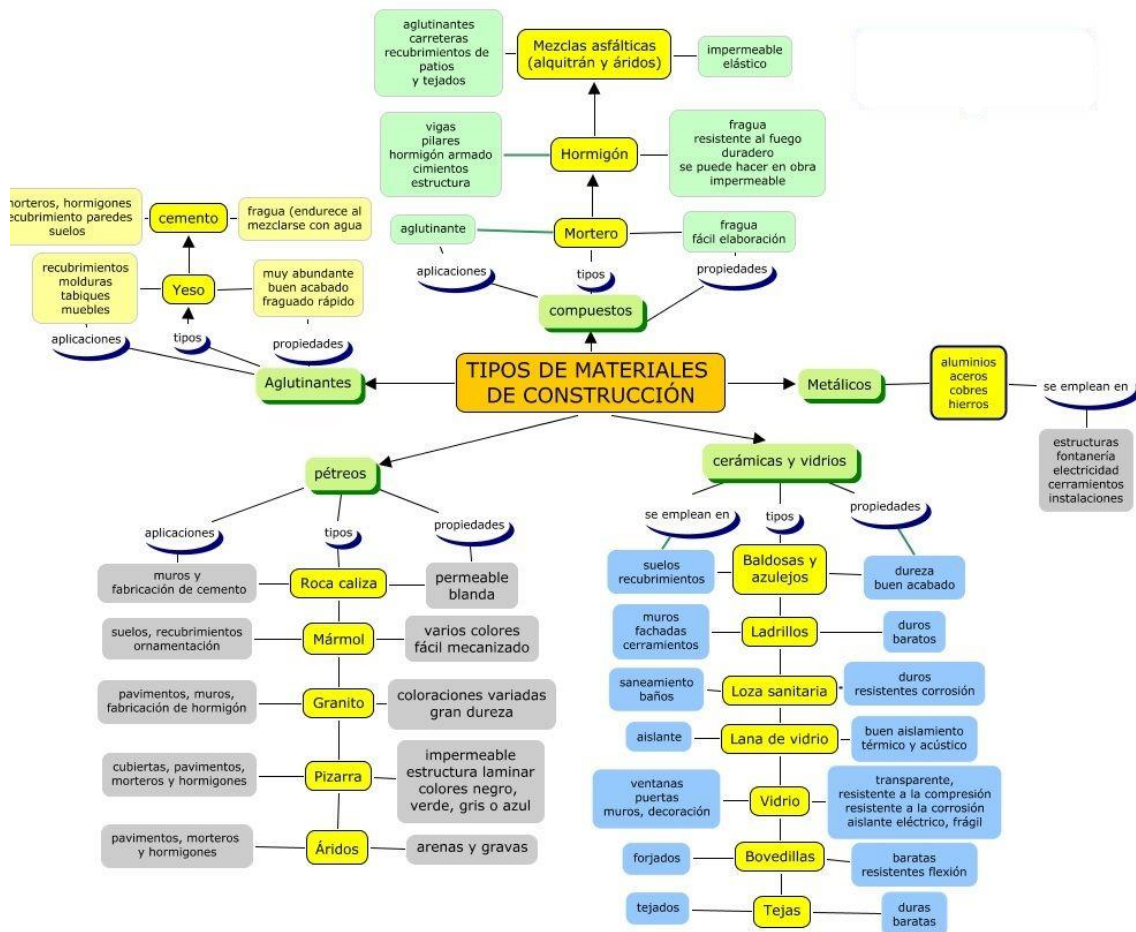 aglutinantes
carreteras
recubrimientos de
patios
y tejados
Mezclas asfálticas
(alquitrán y áridos)
impermeable
elástico
vigas
pilares
hormigón armado
cimientos
estructura
Hormigón
fragua
resistente al fuego
duradero
se puede hacer en obra
impermeable
aglutinante
Mortero
fragua
fácil elaboración
aplicaciones
tipos
propiedades
compuestos
hormigones
recubrimiento paredes
suelos
cemento
fragua (endurece al
mezclarse con agua
recubrimientos
molduras
tabiques
muebles
Yeso
muy abundante
buen acabado
fraguado rápido
aplicaciones
tipos
propiedades
Aglutinantes
TIPOS DE MATERIALES
DE CONSTRUCCIÓN
Metálicos
aluminios
aceros
cobres
hierros
se emplean en
estructuras
fontanería
electricidad
cerramientos
instalaciones
pétreos
aplicaciones
tipos
propiedades
muros y
fabricación de cemento
Roca caliza
permeable
blanda
suelos, recubrimientos
ornamentación
Mármol
varios colores
fácil mecanizado
pavimentos, muros,
fabricación de hormigón
Granito
coloraciones variadas
gran dureza
cubiertas, pavimentos,
morteros y hormigones
Pizarra
impermeable
estructura laminar
colores negro,
verde, gris o azul
pavimentos, morteros
y hormigones
Áridos
arenas y gravas
cerámicas y vidrios
se emplean en
tipos
propiedades
suelos
recubrimientos
Baldosas y
azulejos
dureza
buen acabado
muros
fachadas
cerramientos
Ladrillos
duros
baratos
saneamiento
baños
Loza sanitaria
duros
resistentes corrosión
aislante
Lana de vidrio
buen aislamiento
térmico y acústico
ventanas
puertas
muros, decoración
Vidrio
transparente,
resistente a la compresión
resistente a la corrosión
aislante eléctrico, frágil
forjados
Bovedillas
baratas
resistentes flexión
tejados
Tejas
duras
baratas